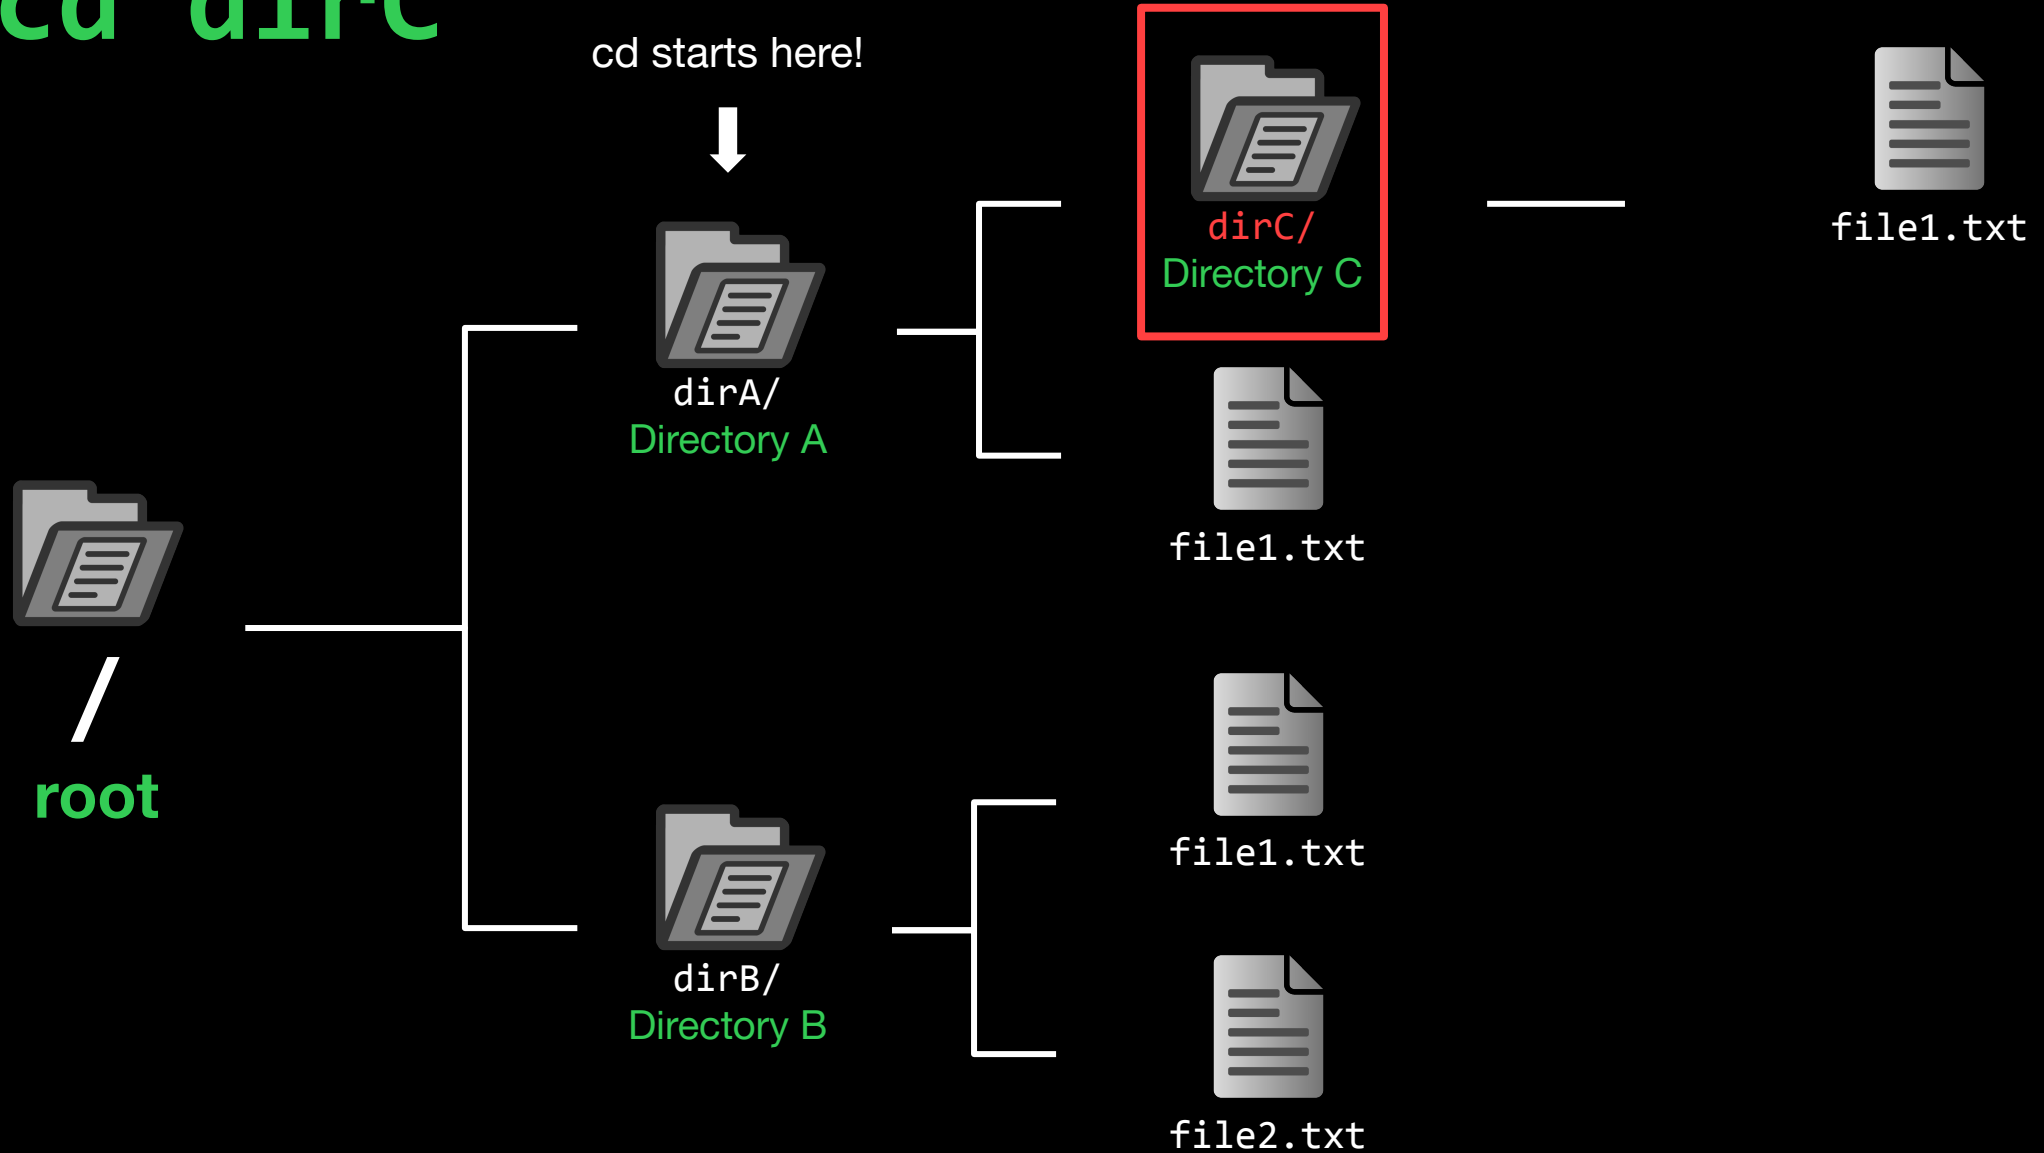 cd dirC
cd starts here!
dirC/
Directory C
file1.txt
dirA/
Directory A
file1.txt
/
root
file1.txt
dirB/
Directory B
file2.txt